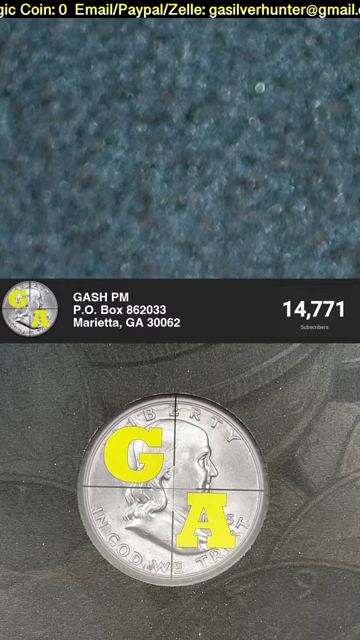 gic Coin: 0 Email/Paypal/Zelle: gasilverhunter@gmail.c
G
A
GASH PM
P.O. Box 862033
Marietta, GA 30062
14,771
Subscribers
LIBERTY
G
A
IN GOD WE TRUST